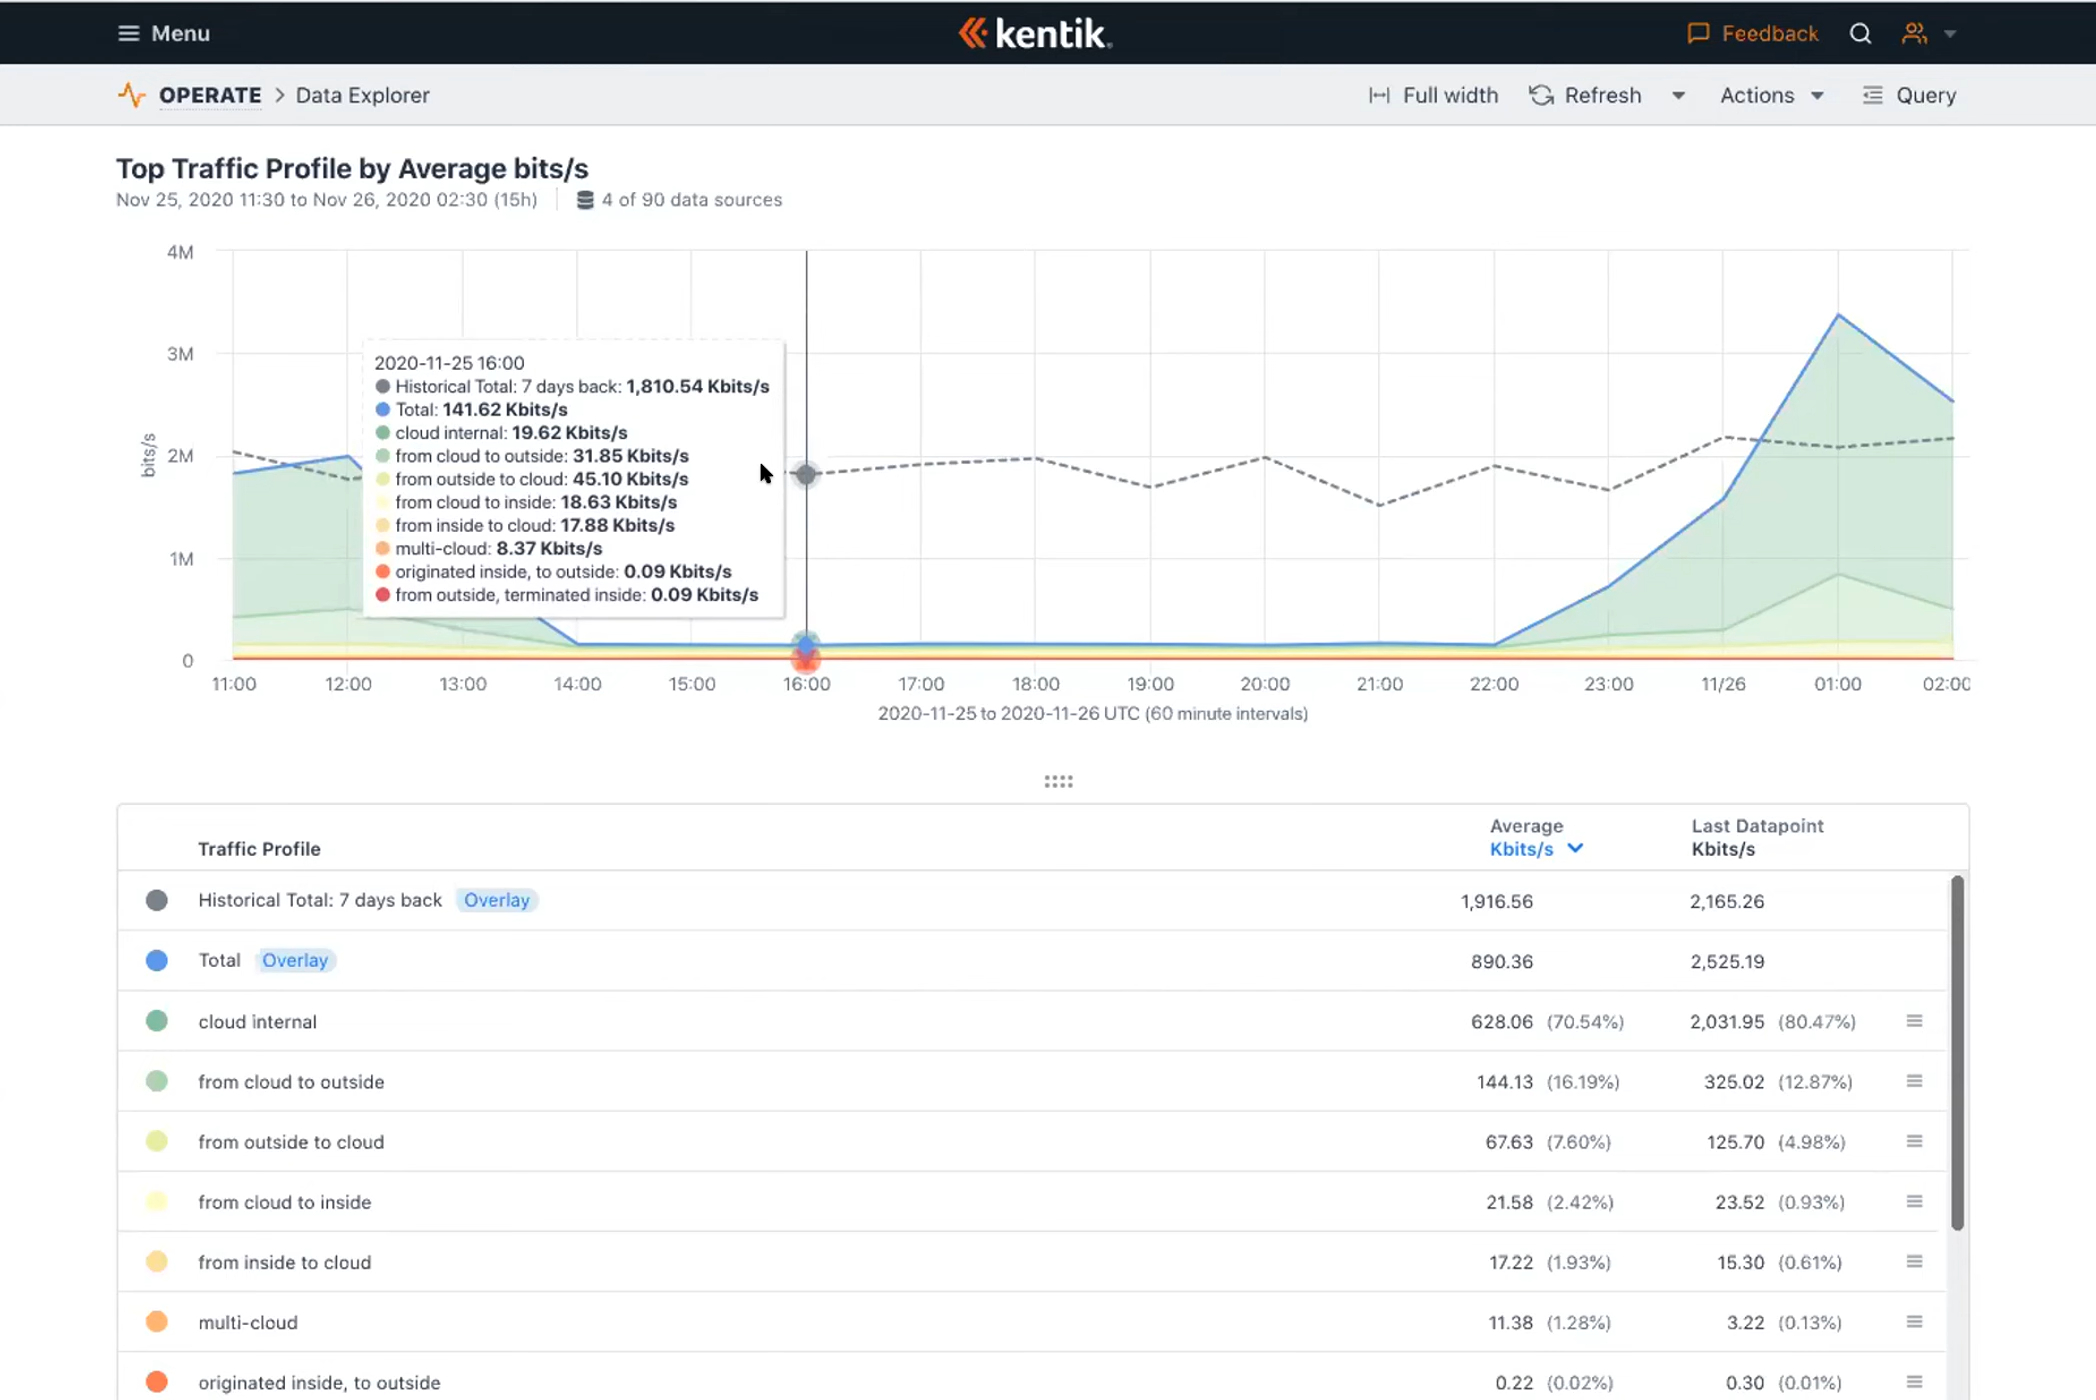 Menu
kentik
Feedback
OPERATE > Data Explorer
Full width
Refresh
Actions
Query
Top Traffic Profile by Average bits/s
Nov 25, 2020 11:30 to Nov 26, 2020 02:30 (15h)
4 of 90 data sources
4M
3M
2M
1M
0
bits/s
2020-11-25 16:00
Historical Total: 7 days back: 1,810.54 Kbits/s
Total: 141.62 Kbits/s
cloud internal: 19.62 Kbits/s
from cloud to outside: 31.85 Kbits/s
from outside to cloud: 45.10 Kbits/s
from cloud to inside: 18.63 Kbits/s
from inside to cloud: 17.88 Kbits/s
multi-cloud: 8.37 Kbits/s
originated inside, to outside: 0.09 Kbits/s
from outside, terminated inside: 0.09 Kbits/s
11:00 12:00 13:00 14:00 15:00 16:00 17:00 18:00 19:00 20:00 21:00 22:00 23:00 11/26 01:00 02:00
2020-11-25 to 2020-11-26 UTC (60 minute intervals)
Traffic Profile
Average
Kbits/s
Last Datapoint
Kbits/s
Historical Total: 7 days back Overlay 1,916.56 2,165.26
Total Overlay 890.36 2,525.19
cloud internal 628.06 (70.54%) 2,031.95 (80.47%)
from cloud to outside 144.13 (16.19%) 325.02 (12.87%)
from outside to cloud 67.63 (7.60%) 125.70 (4.98%)
from cloud to inside 21.58 (2.42%) 23.52 (0.93%)
from inside to cloud 17.22 (1.93%) 15.30 (0.61%)
multi-cloud 11.38 (1.28%) 3.22 (0.13%)
originated inside, to outside 0.22 (0.02%) 0.30 (0.01%)